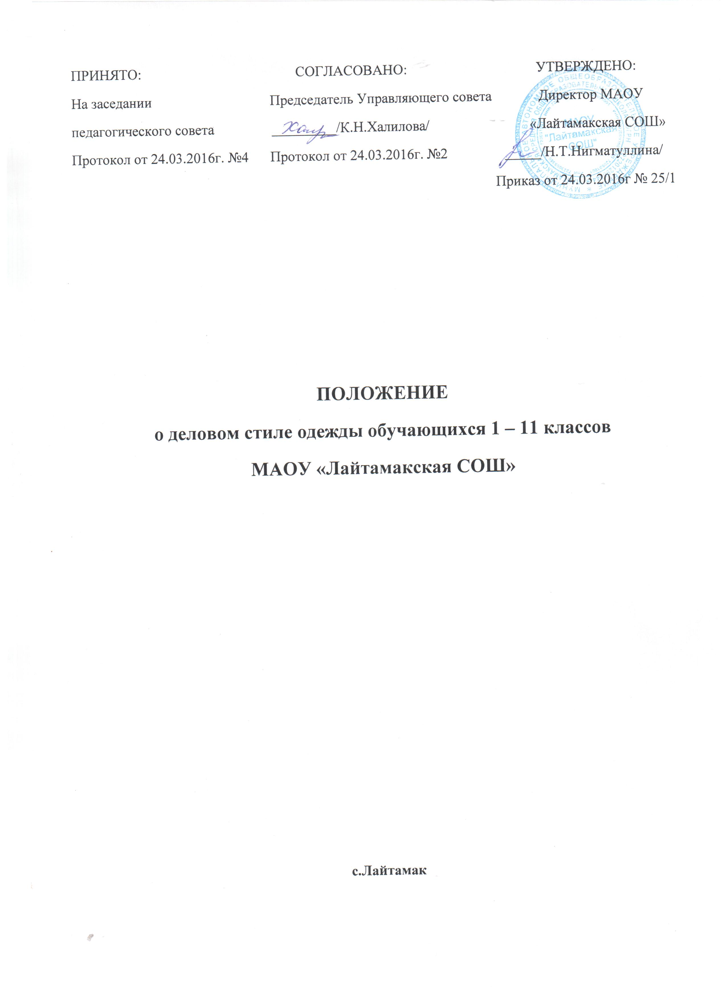 ПРИНЯТО:
На заседании
педагогического совета
Протокол от 24.03.2016г. №4
СОГЛАСОВАНО:
Председатель Управляющего совета
/К.Н.Халилова/
Протокол от 24.03.2016г. №2
УТВЕРЖДЕНО:
Директор МАОУ
«Лайтамакская СОШ»
/Н.Т.Нигматуллина/
Приказ от 24.03.2016г № 25/1
МАОУ
"Лайтамакская
СОШ"
ПОЛОЖЕНИЕ
о деловом стиле одежды обучающихся 1 – 11 классов
МАОУ «Лайтамакская СОШ»
с.Лайтамак